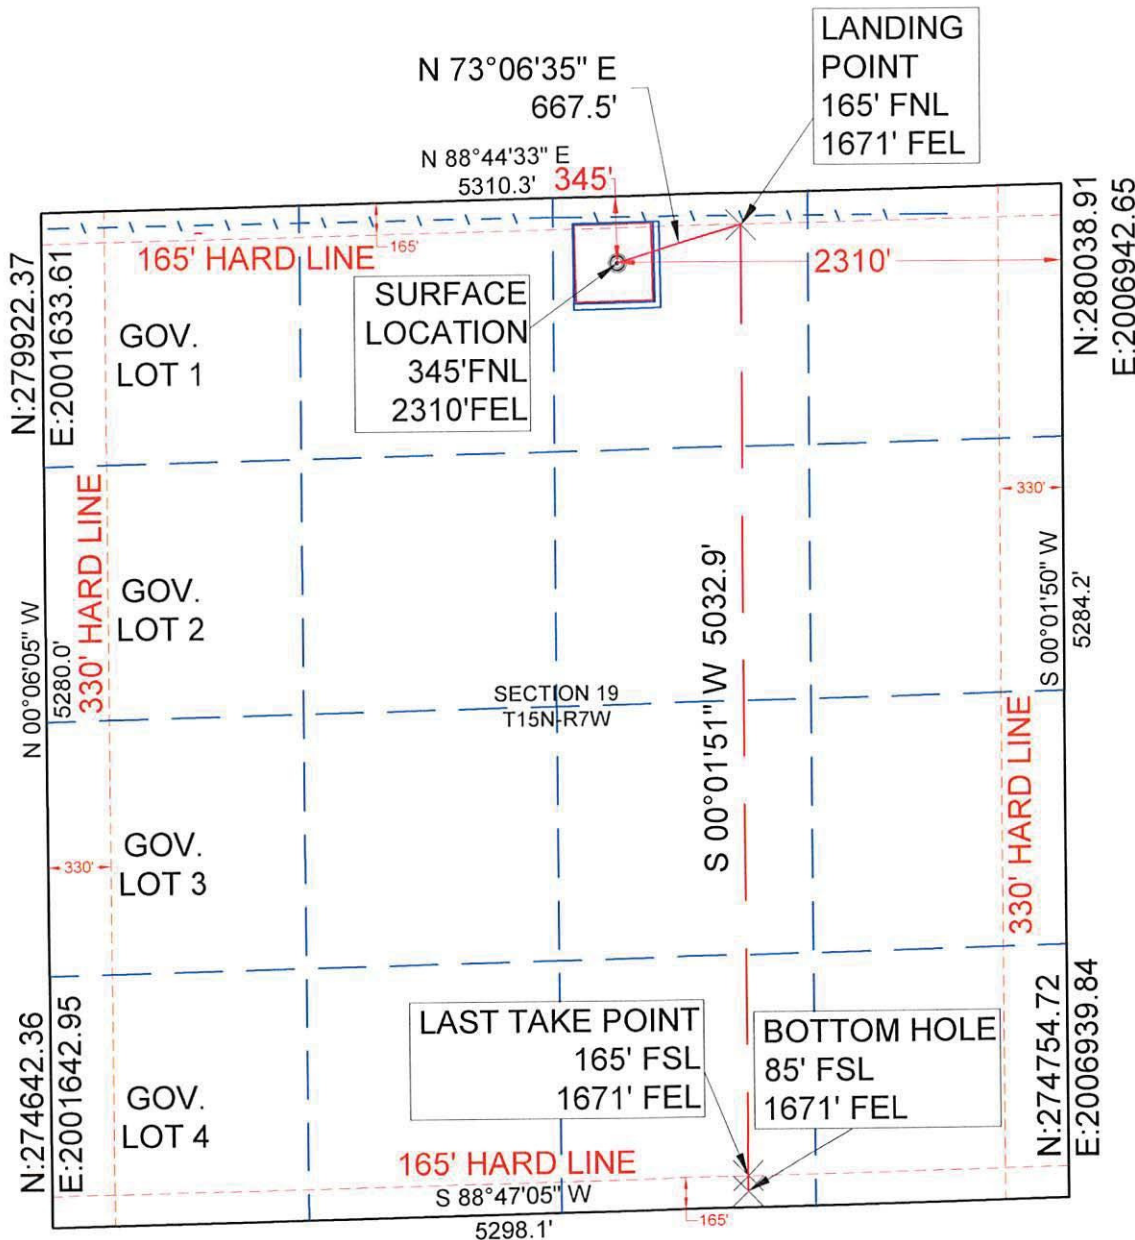 LANDING
POINT
165' FNL
1671' FEL
N 73°06'35" E
667.5'
N 88°44'33" E
5310.3'
345'
165'
165' HARD LINE
2310'
SURFACE
LOCATION
345'FNL
2310'FEL
N:2799922.37
E:2001633.61
N:280038.91
E:2006942.65
GOV.
LOT 1
330'
330' HARD LINE
GOV.
LOT 2
N 00°06'05" W
5280.0'
SECTION 19
T15N-R7W
S 00°01'51" W 5032.9'
S 00°01'50" W
5284.2'
330' HARD LINE
GOV.
LOT 3
330'
LAST TAKE POINT
165' FSL
1671' FEL
BOTTOM HOLE
85' FSL
1671' FEL
N:274642.36
E:2001642.95
N:274754.72
E:2006939.84
GOV.
LOT 4
165' HARD LINE
S 88°47'05" W
5298.1'
165'